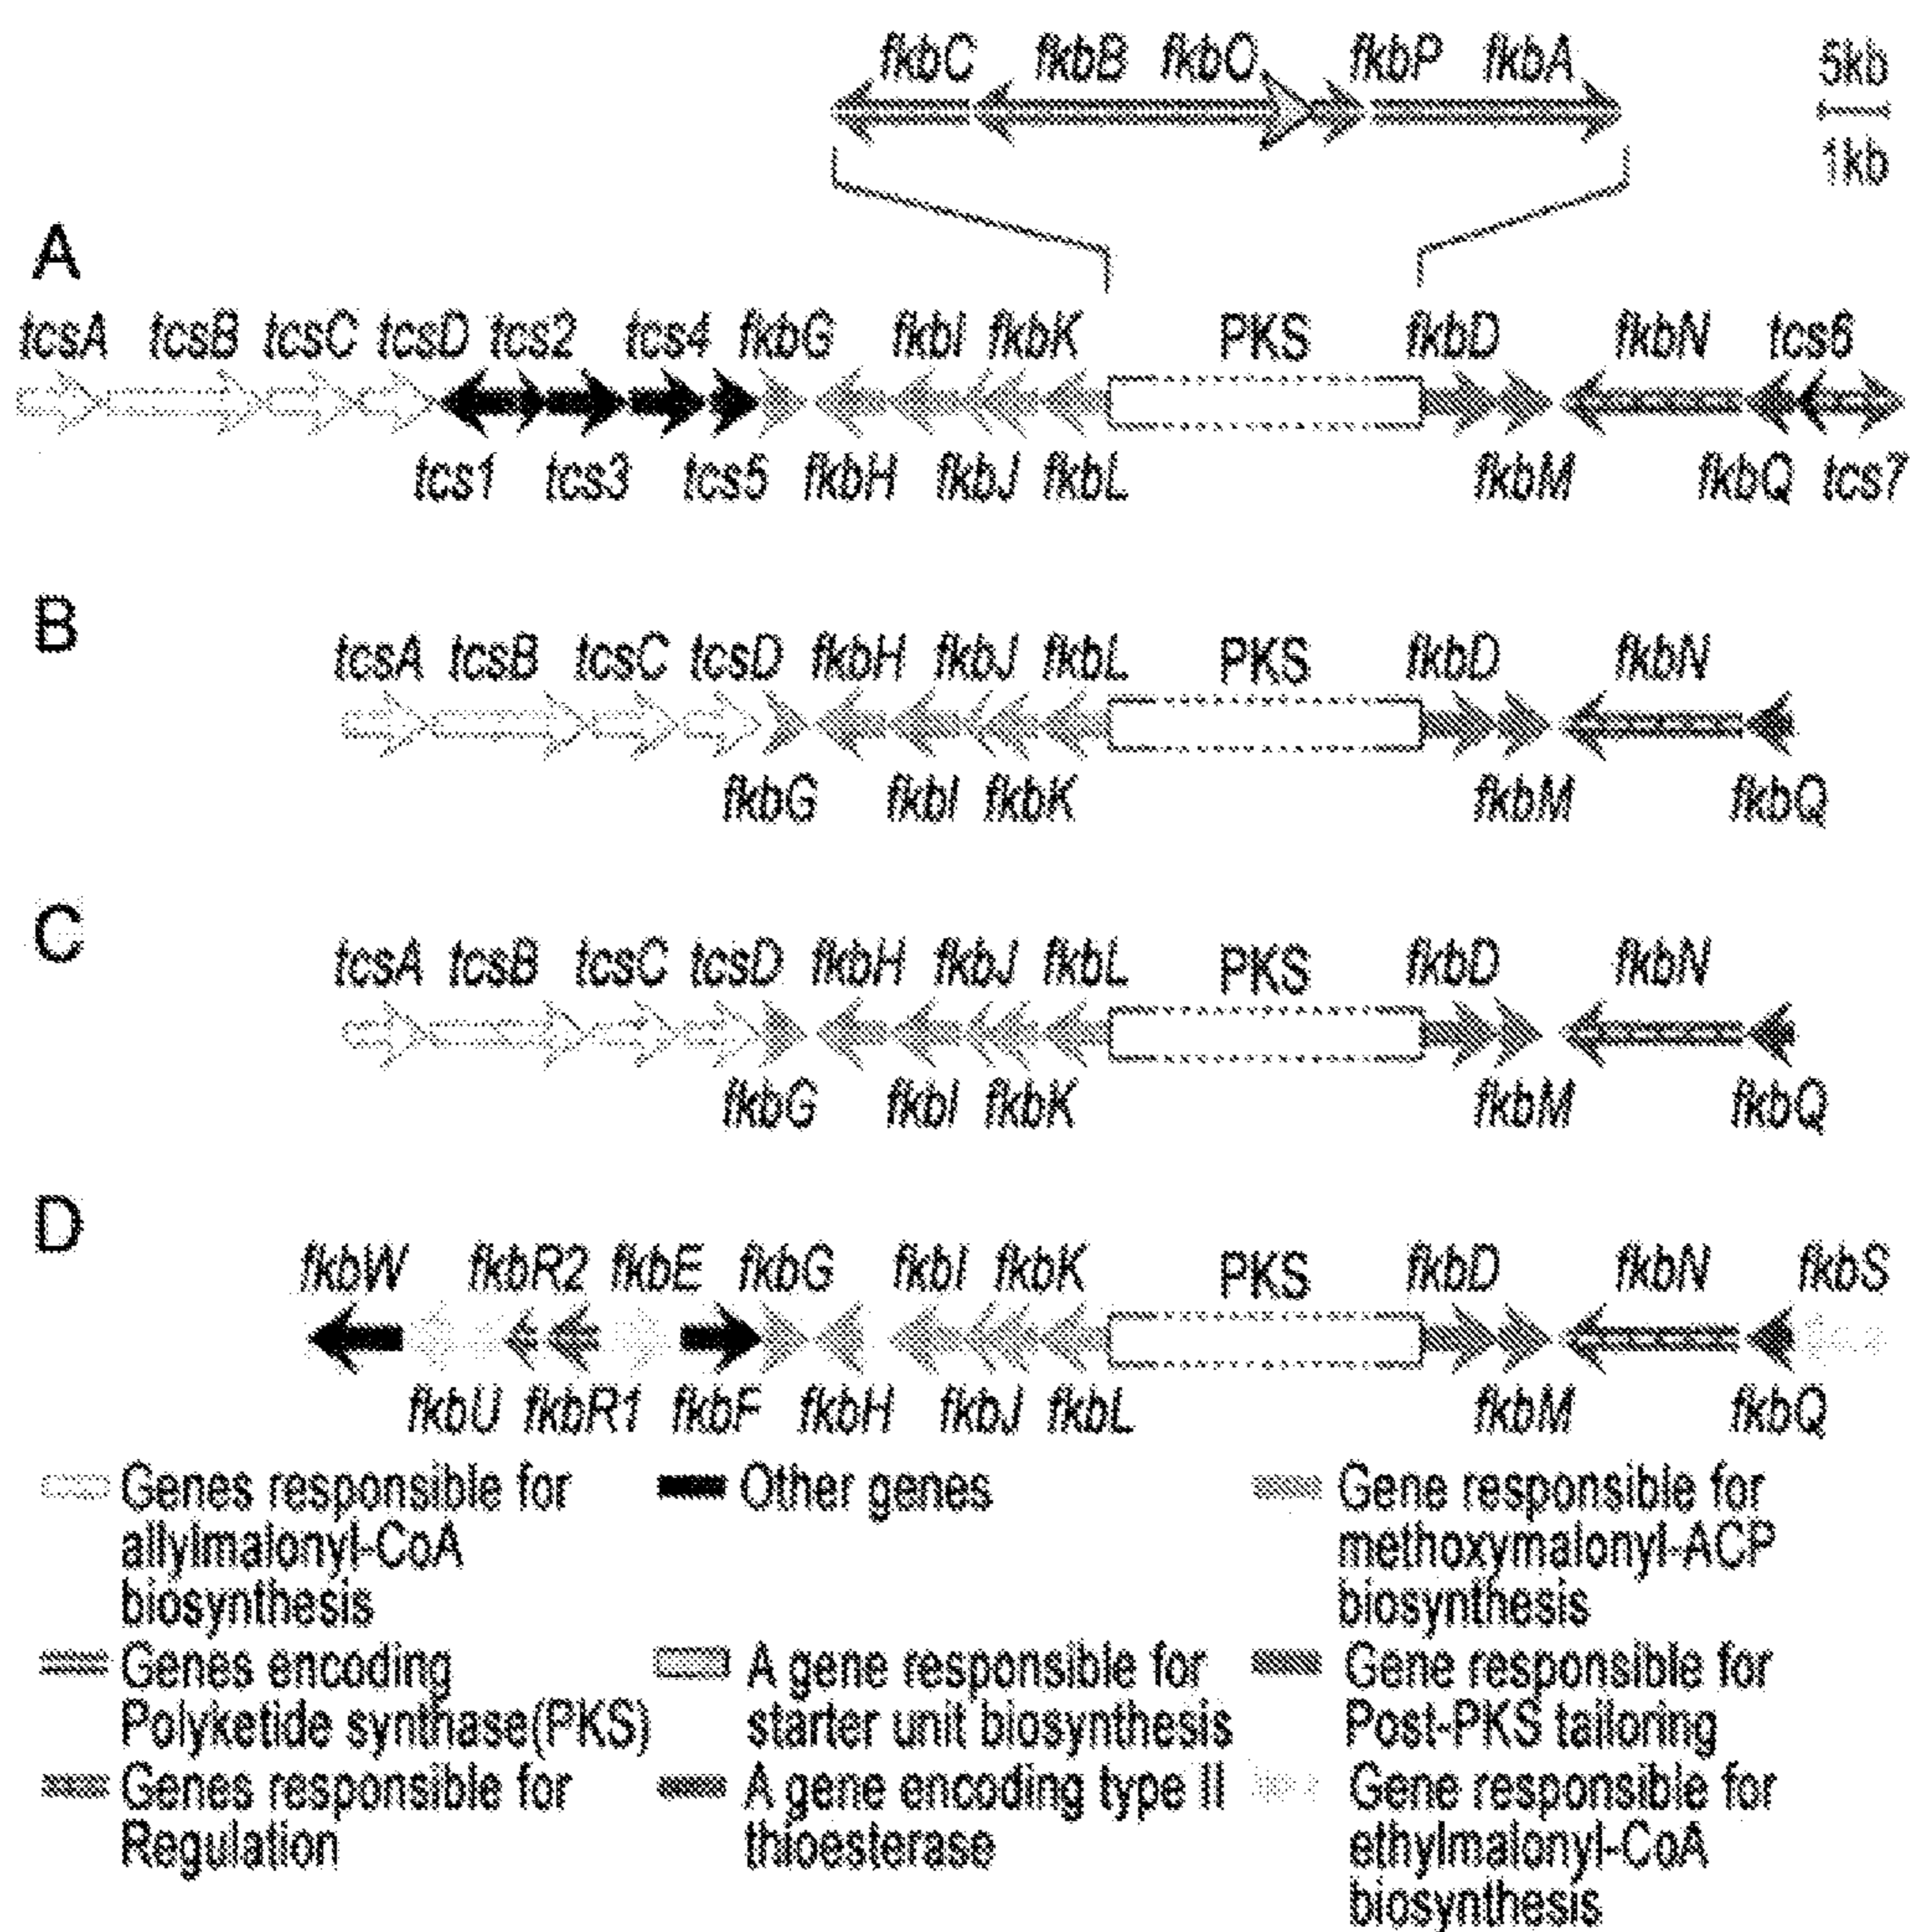 fkbC fkbB fkbO fkbP fkbA 5kb
1kb
A
tcsA tcsB tcsC tcsD tcs2 tcs4 fkbG fkbI fkbK PKS fkbD fkbN tcs6
tcs1 tcs3 tcs5 fkbH fkbJ fkbL fkbM fkbQ tcs7
B
tcsA tcsB tcsC tcsD fkbH fkbJ fkbL PKS fkbD fkbN
fkbG fkbI fkbK fkbM fkbQ
C
tcsA tcsB tcsC tcsD fkbH fkbJ fkbL PKS fkbD fkbN
fkbG fkbI fkbK fkbM fkbQ
D
fkbW fkbR2 fkbE fkbG fkbI fkbK PKS fkbD fkbN fkbS
fkbU fkbR1 fkbF fkbH fkbJ fkbL fkbM fkbQ
Genes responsible for
allylmalonyl-CoA
biosynthesis
Other genes
Gene responsible for
methoxymalonyl-ACP
biosynthesis
Genes encoding
Polyketide synthase(PKS)
A gene responsible for
starter unit biosynthesis
Gene responsible for
Post-PKS tailoring
Genes responsible for
Regulation
A gene encoding type II
thioesterase
Gene responsible for
ethylmalonyl-CoA
biosynthesis